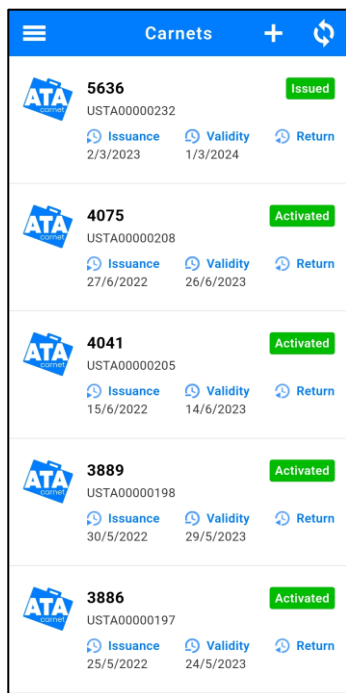 Carnets
ATA carnet
5636 Issued
USTA00000232
Issuance Validity Return
2/3/2023 1/3/2024
ATA carnet
4075 Activated
USTA00000208
Issuance Validity Return
27/6/2022 26/6/2023
ATA carnet
4041 Activated
USTA00000205
Issuance Validity Return
15/6/2022 14/6/2023
ATA carnet
3889 Activated
USTA00000198
Issuance Validity Return
30/5/2022 29/5/2023
ATA carnet
3886 Activated
USTA00000197
Issuance Validity Return
25/5/2022 24/5/2023